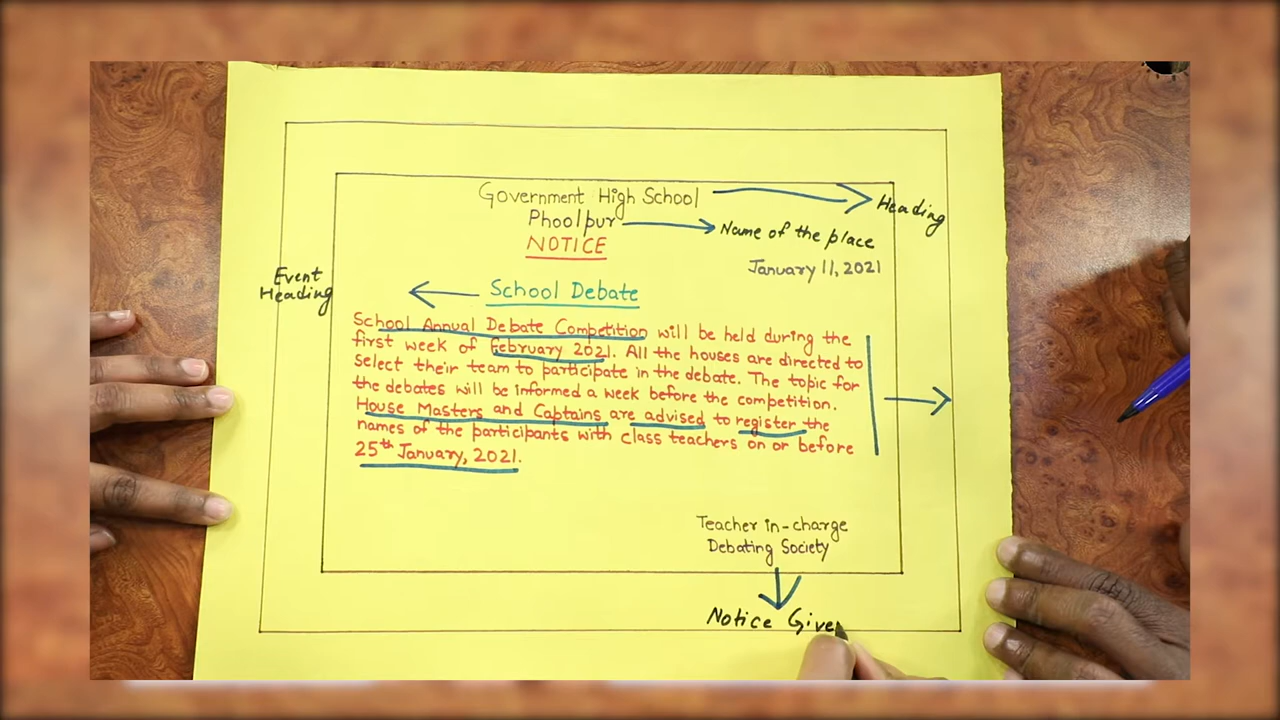 Government High School
Heading
Phoolpur
Name of the place
NOTICE
January 11, 2021
Event
Heading
School Debate
School Annual Debate Competition will be held during the
first week of February 2021. All the houses are directed to
select their team to participate in the debate. The topic for
the debates will be informed a week before the competition.
House Masters and Captains are advised to register the
names of the participants with class teachers on or before
25th January, 2021.
Teacher in-charge
Debating Society
Notice Give